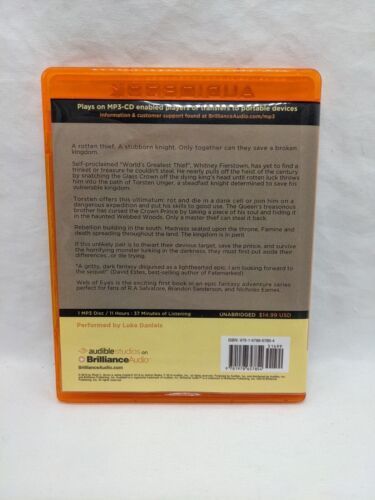 AUDIOBOOK
Plays on MP3-CD enabled players or transfers to portable devices
Information & customer support found at BrillianceAudio.com/mp3
A rotten thief. A stubborn knight. Only together can they save a broken
kingdom.
Self-proclaimed "World's Greatest Thief", Whitney Fierstown, has yet to find a
trinket or treasure he couldn't steal. He nearly pulls off the heist of the century
by snatching the Glass Crown off the dying king's head but rotten luck throws
him into the path of Torsten Unger, a steadfast knight determined to save his
vulnerable kingdom.
Torsten offers this ultimatum: rot and die in a dank cell or join him on a
dangerous expedition and put his skills to good use. The Queen's treasonous
brother has cursed the Crown Prince by taking a piece of his soul and hiding it
in the haunted Webbed Woods. Only a master thief can steal it back.
Rebellion building in the south. Madness seated upon the throne. Famine and
death spreading throughout the land. The kingdom is in peril.
If this unlikely pair is to thwart their devious target, save the prince, and survive
the horrifying monster lurking in the darkness, they must first put aside their
differences...or die trying.
"A gritty, dark fantasy disguised as a lighthearted epic. I am looking forward to
the sequel!" (David Estes, best-selling author of Fatemarked)
Web of Eyes is the exciting first book in an epic fantasy adventure series
perfect for fans of R.A Salvatore, Brandon Sanderson, and Nicholas Eames.
1 MP3 Disc / 11 Hours : 37 Minutes of Listening
UNABRIDGED $14.99 USD
Performed by Luke Daniels
audible studios on
BrillianceAudio™
BrillianceAudio.com
51499